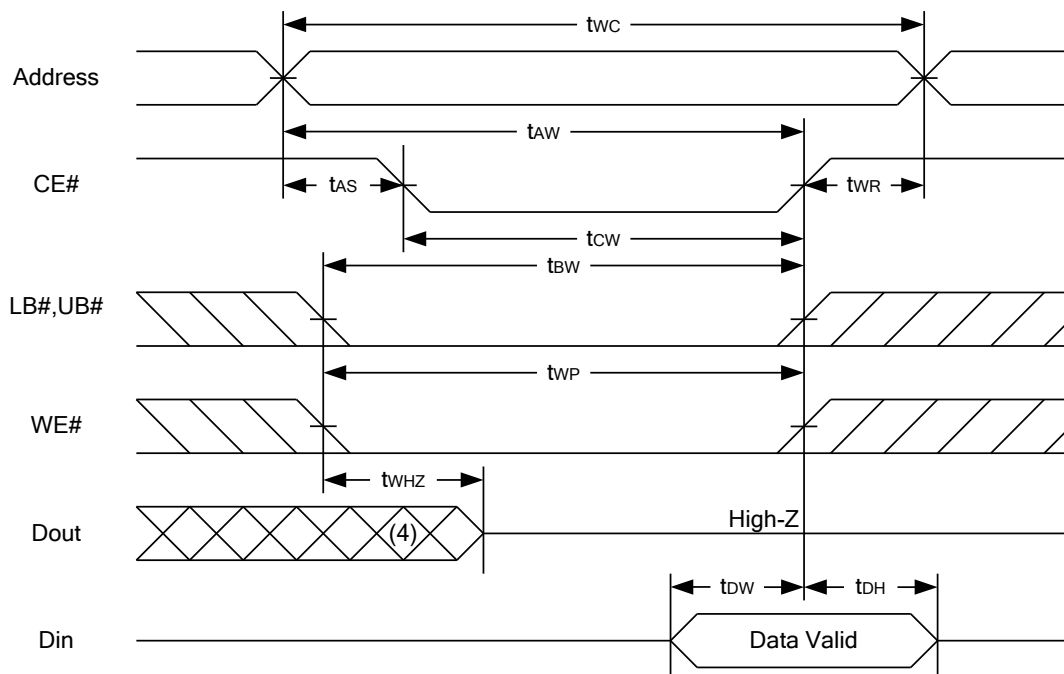 tWC
Address
tAW
CE#
tAS
tWR
tCW
tBW
LB#,UB#
tWP
WE#
tWHZ
Dout
(4)
High-Z
tDW
tDH
Din
Data Valid